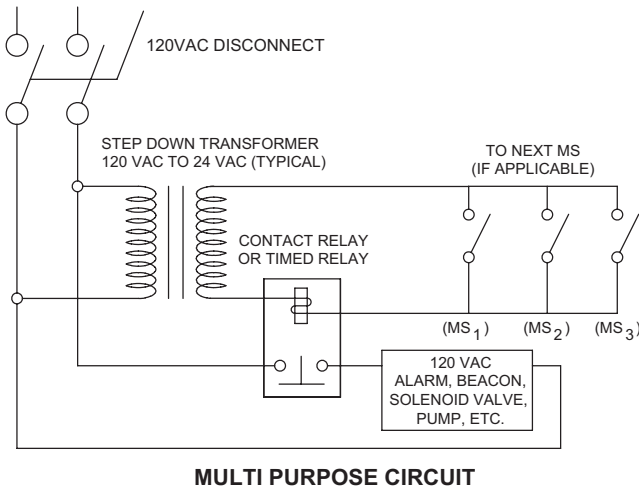 120VAC DISCONNECT
STEP DOWN TRANSFORMER
120 VAC TO 24 VAC (TYPICAL)
TO NEXT MS
(IF APPLICABLE)
CONTACT RELAY
OR TIMED RELAY
(MS1) (MS2) (MS3)
120 VAC
ALARM, BEACON,
SOLENOID VALVE,
PUMP, ETC.
MULTI PURPOSE CIRCUIT